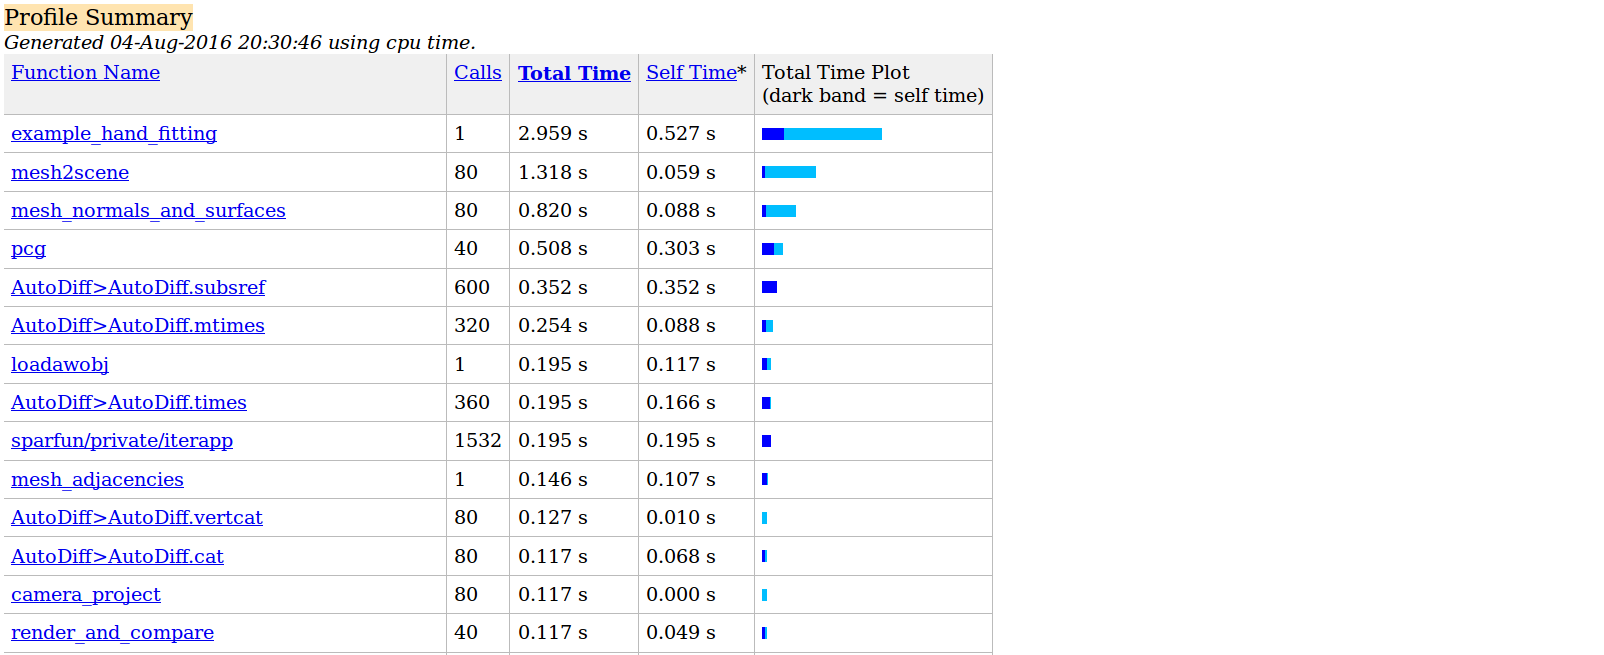 Profile Summary
Generated 04-Aug-2016 20:30:46 using cpu time.
Function Name Calls Total Time Self Time* Total Time Plot
(dark band = self time)
example_hand_fitting 1 2.959 s 0.527 s
mesh2scene 80 1.318 s 0.059 s
mesh_normals_and_surfaces 80 0.820 s 0.088 s
pcg 40 0.508 s 0.303 s
AutoDiff>AutoDiff.subsref 600 0.352 s 0.352 s
AutoDiff>AutoDiff.mtimes 320 0.254 s 0.088 s
loadawobj 1 0.195 s 0.117 s
AutoDiff>AutoDiff.times 360 0.195 s 0.166 s
sparfun/private/iterapp 1532 0.195 s 0.195 s
mesh_adjacencies 1 0.146 s 0.107 s
AutoDiff>AutoDiff.vertcat 80 0.127 s 0.010 s
AutoDiff>AutoDiff.cat 80 0.117 s 0.068 s
camera_project 80 0.117 s 0.000 s
render_and_compare 40 0.117 s 0.049 s